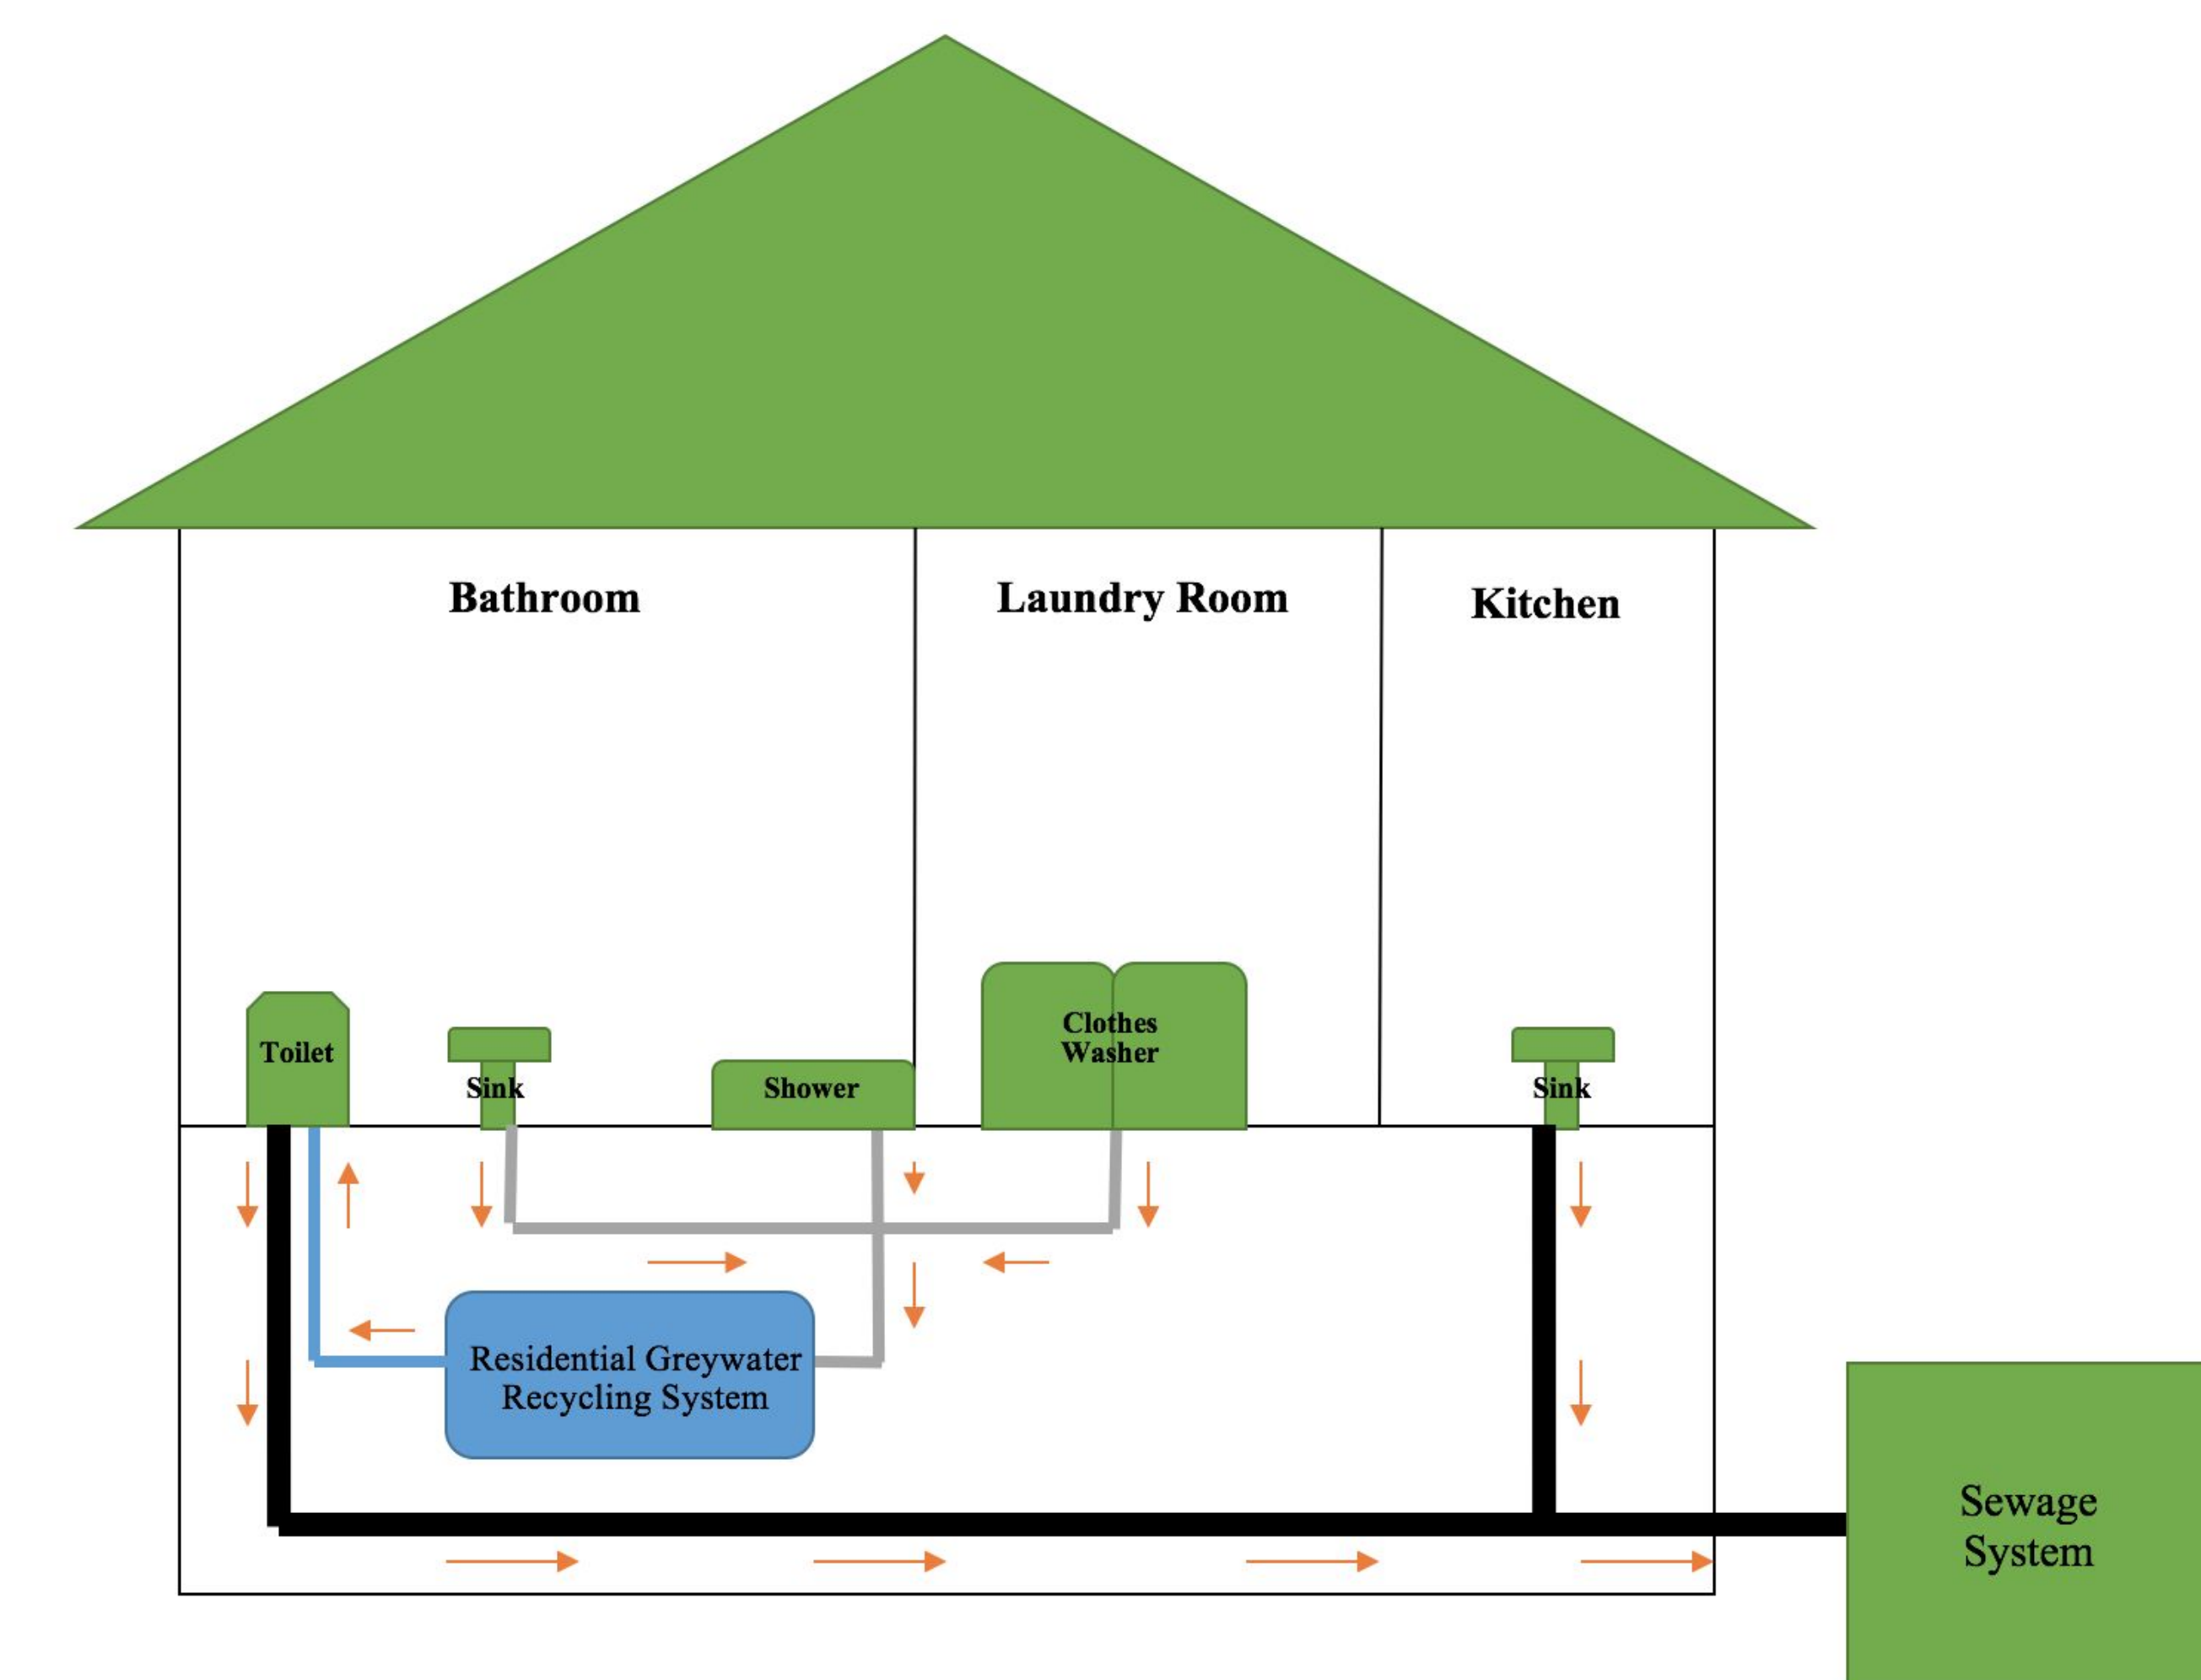 Bathroom
Laundry Room
Kitchen
Toilet
Sink
Shower
Clothes
Washer
Sink
Residential Greywater
Recycling System
Sewage
System